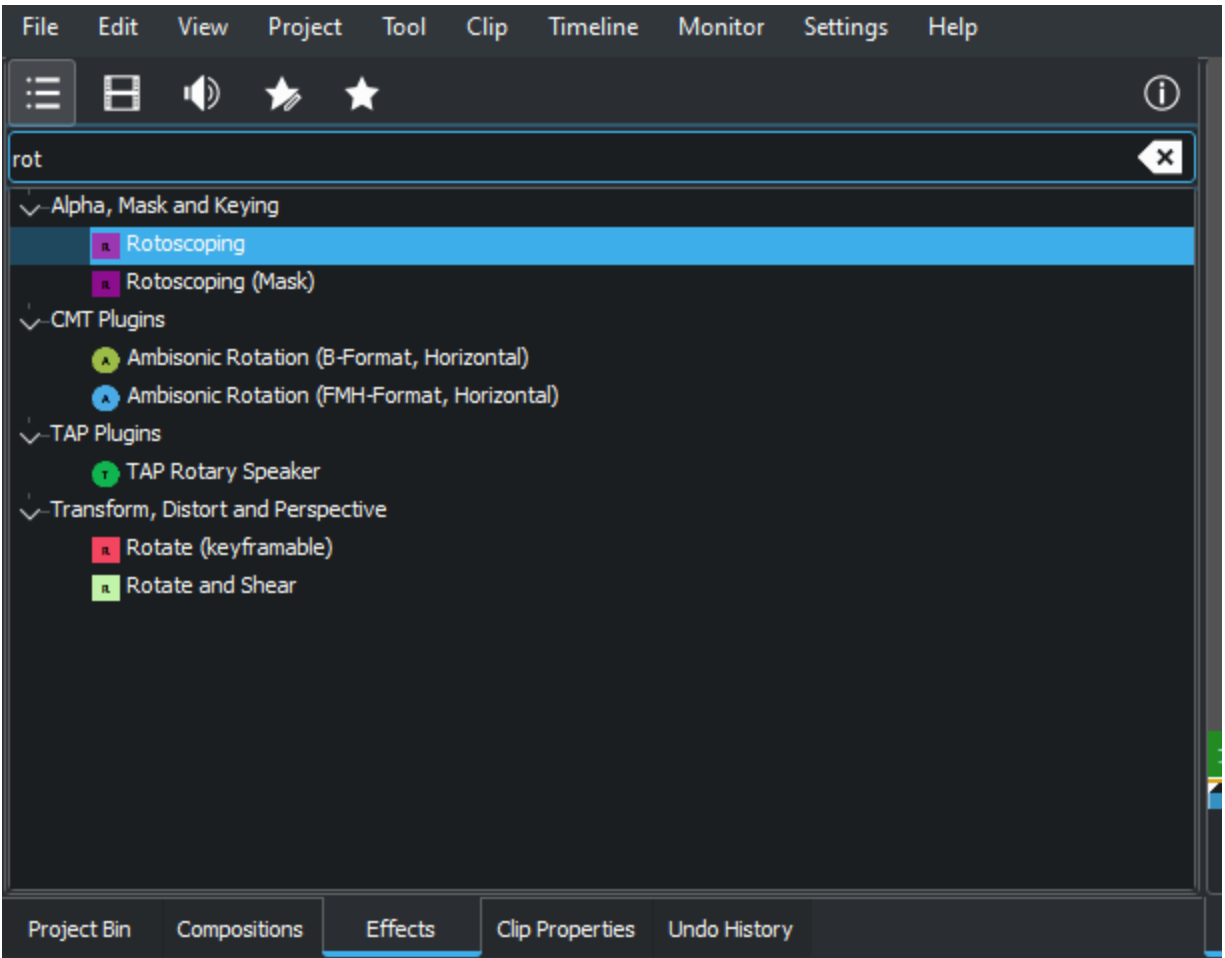 File Edit View Project Tool Clip Timeline Monitor Settings Help
rot
Alpha, Mask and Keying
Rotoscoping
Rotoscoping (Mask)
CMT Plugins
Ambisonic Rotation (B-Format, Horizontal)
Ambisonic Rotation (FMH-Format, Horizontal)
TAP Plugins
TAP Rotary Speaker
Transform, Distort and Perspective
Rotate (keyframable)
Rotate and Shear
Project Bin Compositions Effects Clip Properties Undo History